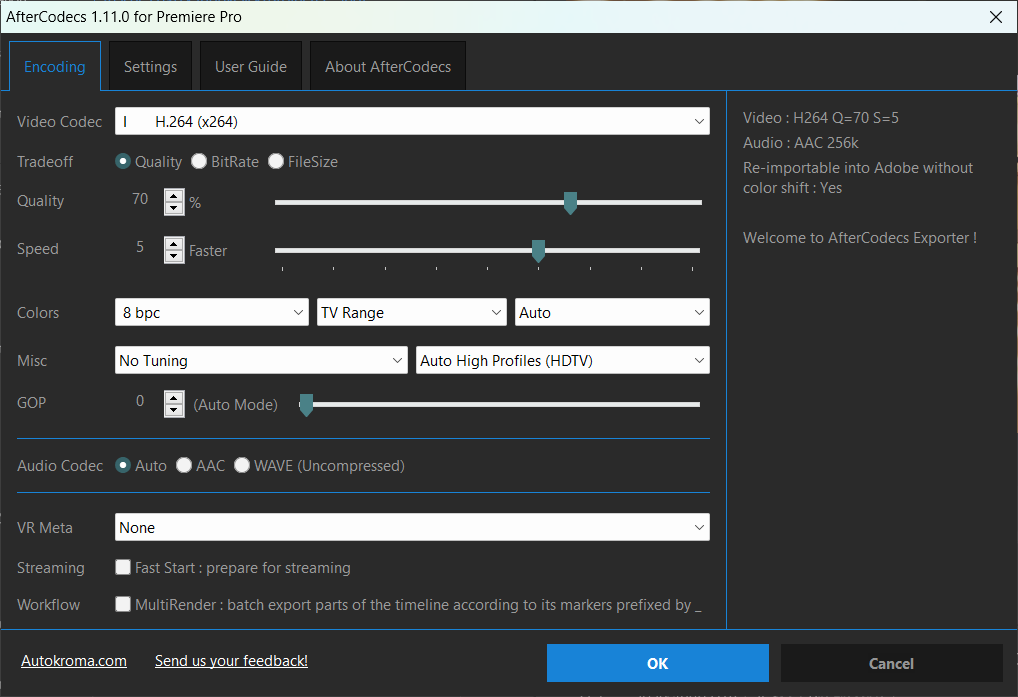 AfterCodecs 1.11.0 for Premiere Pro
Encoding Settings User Guide About AfterCodecs
Video Codec I H.264 (x264)
Tradeoff Quality BitRate FileSize
Quality 70 %
Speed 5 Faster
Colors 8 bpc TV Range Auto
Misc No Tuning Auto High Profiles (HDTV)
GOP 0 (Auto Mode)
Audio Codec Auto AAC WAVE (Uncompressed)
VR Meta None
Streaming Fast Start : prepare for streaming
Workflow MultiRender : batch export parts of the timeline according to its markers prefixed by _
Video : H264 Q=70 S=5
Audio : AAC 256k
Re-importable into Adobe without
color shift : Yes
Welcome to AfterCodecs Exporter !
Autokroma.com Send us your feedback! OK Cancel